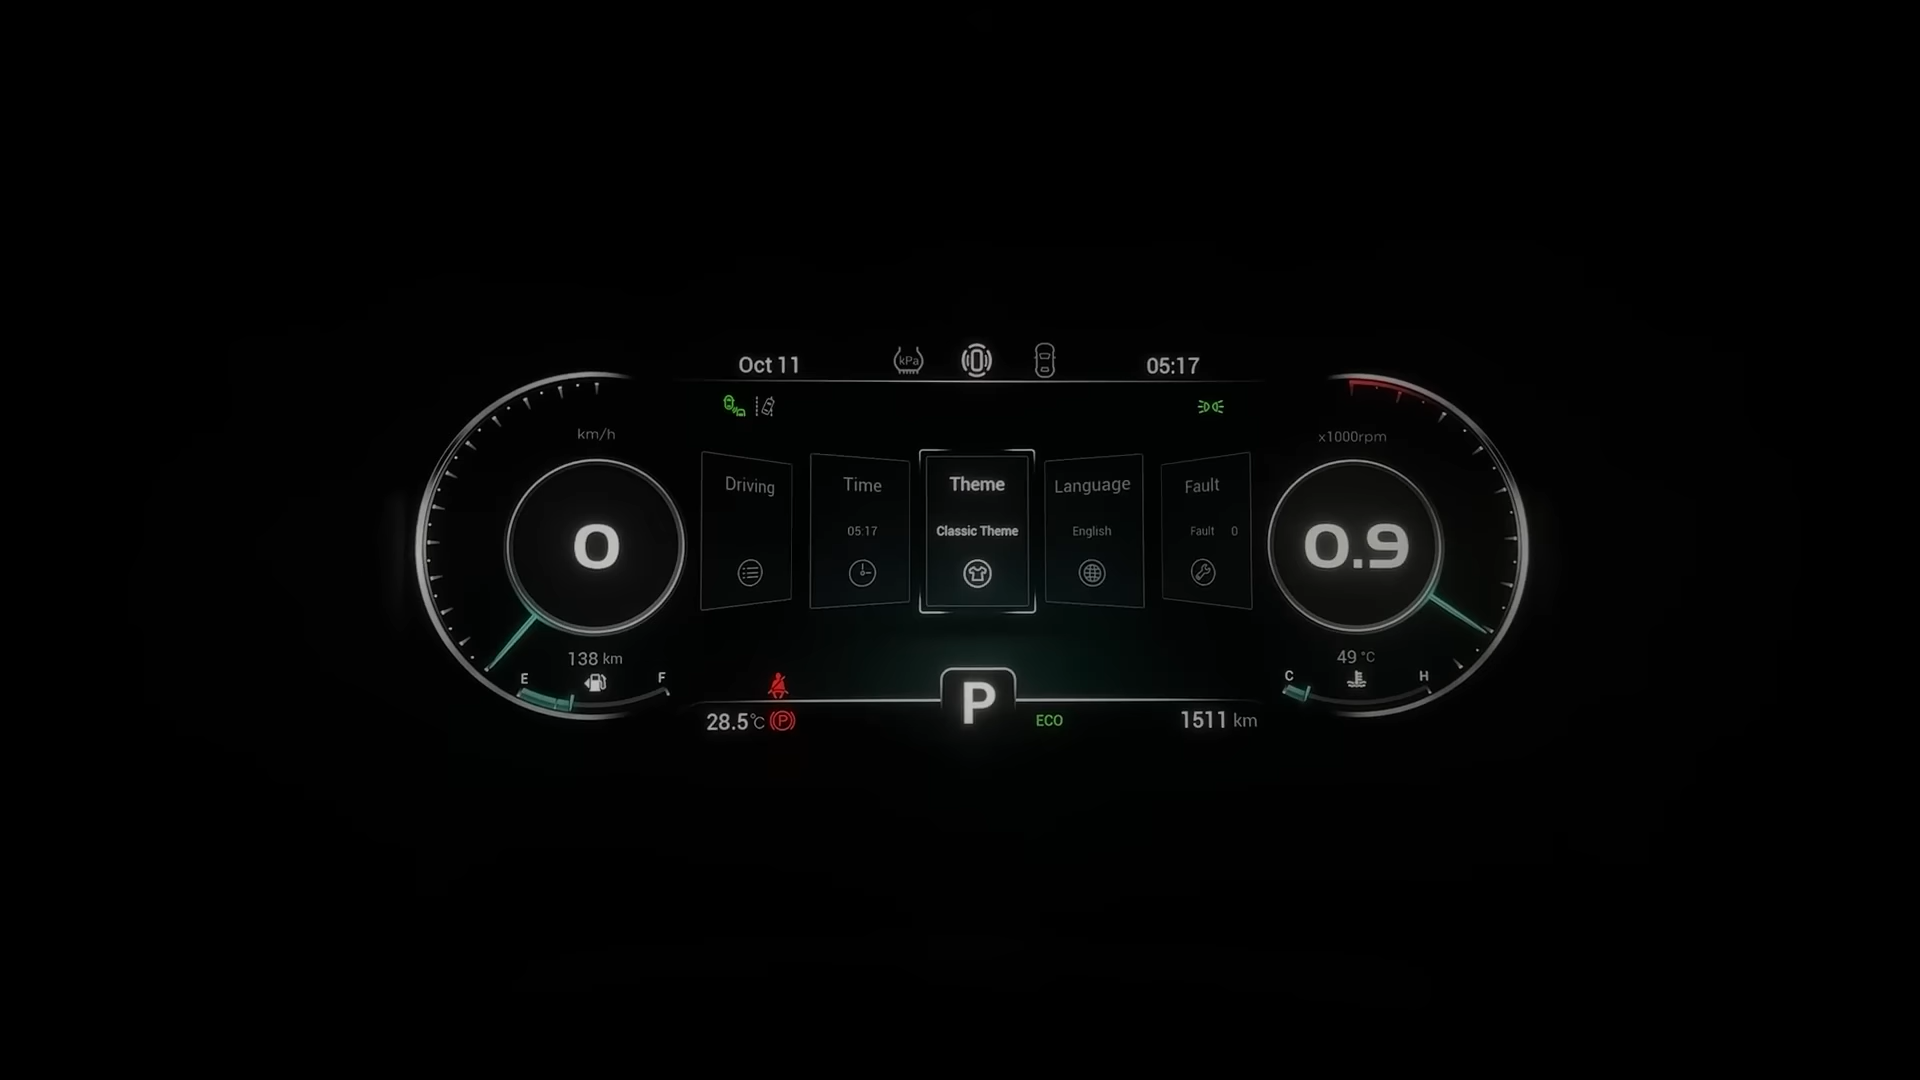 Oct 11
kPa
05:17
km/h
x1000rpm
Driving
Time
05:17
Theme
Classic Theme
Language
English
Fault
Fault 0
0
0.9
138 km
E
F
49 °C
C
H
P
28.5°C
P
ECO
1511 km